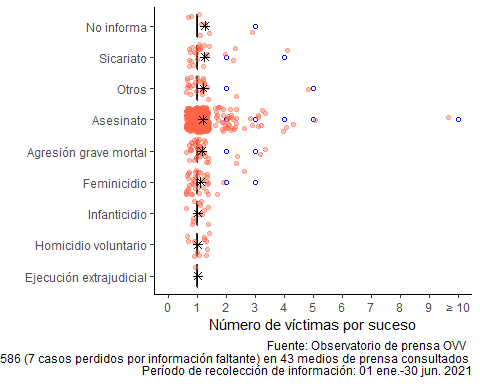 No informa
Sicariato
Otros
Asesinato
Agresión grave mortal
Feminicidio
Infanticidio
Homicidio voluntario
Ejecución extrajudicial
0 1 2 3 4 5 6 7 8 9 ≥ 10
Número de víctimas por suceso
Fuente: Observatorio de prensa OVV
586 (7 casos perdidos por información faltante) en 43 medios de prensa consultados
Período de recolección de información: 01 ene.-30 jun. 2021